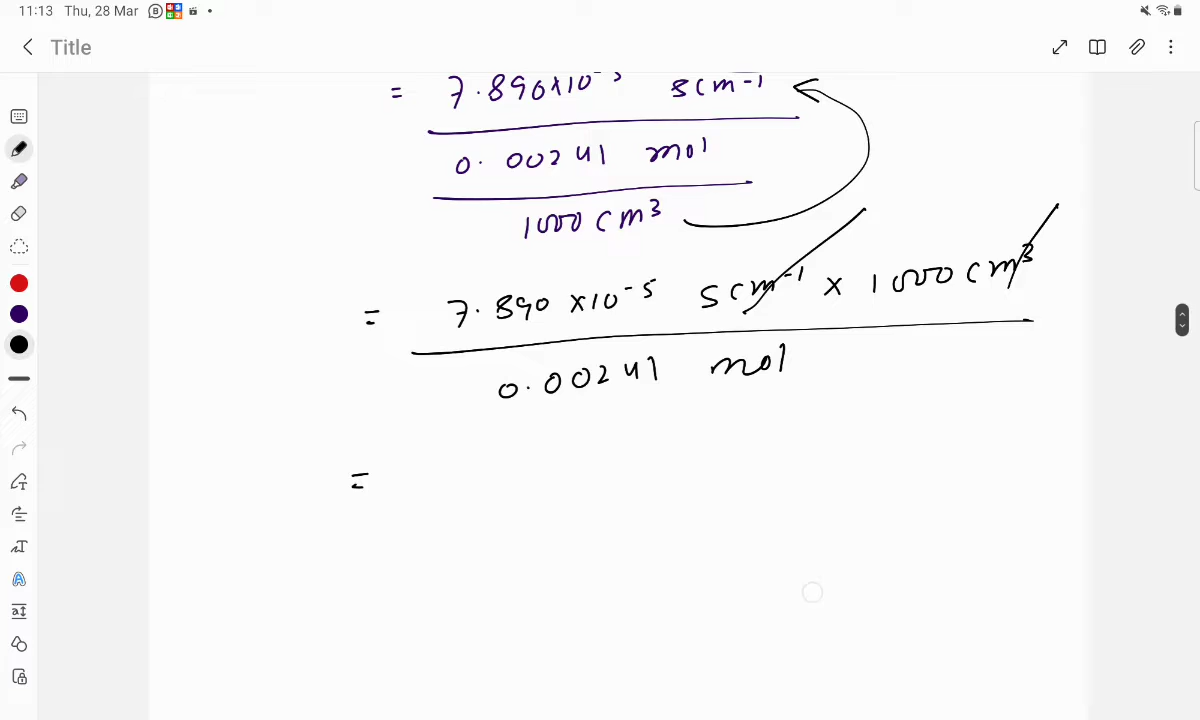 11:13 Thu, 28 Mar
Title
= 7.890×10⁻⁵ S cm⁻¹
0.00241 mol
1000 cm³
= 7.890 ×10⁻⁵ S cm⁻¹ × 1000 cm³
0.00241 mol
=